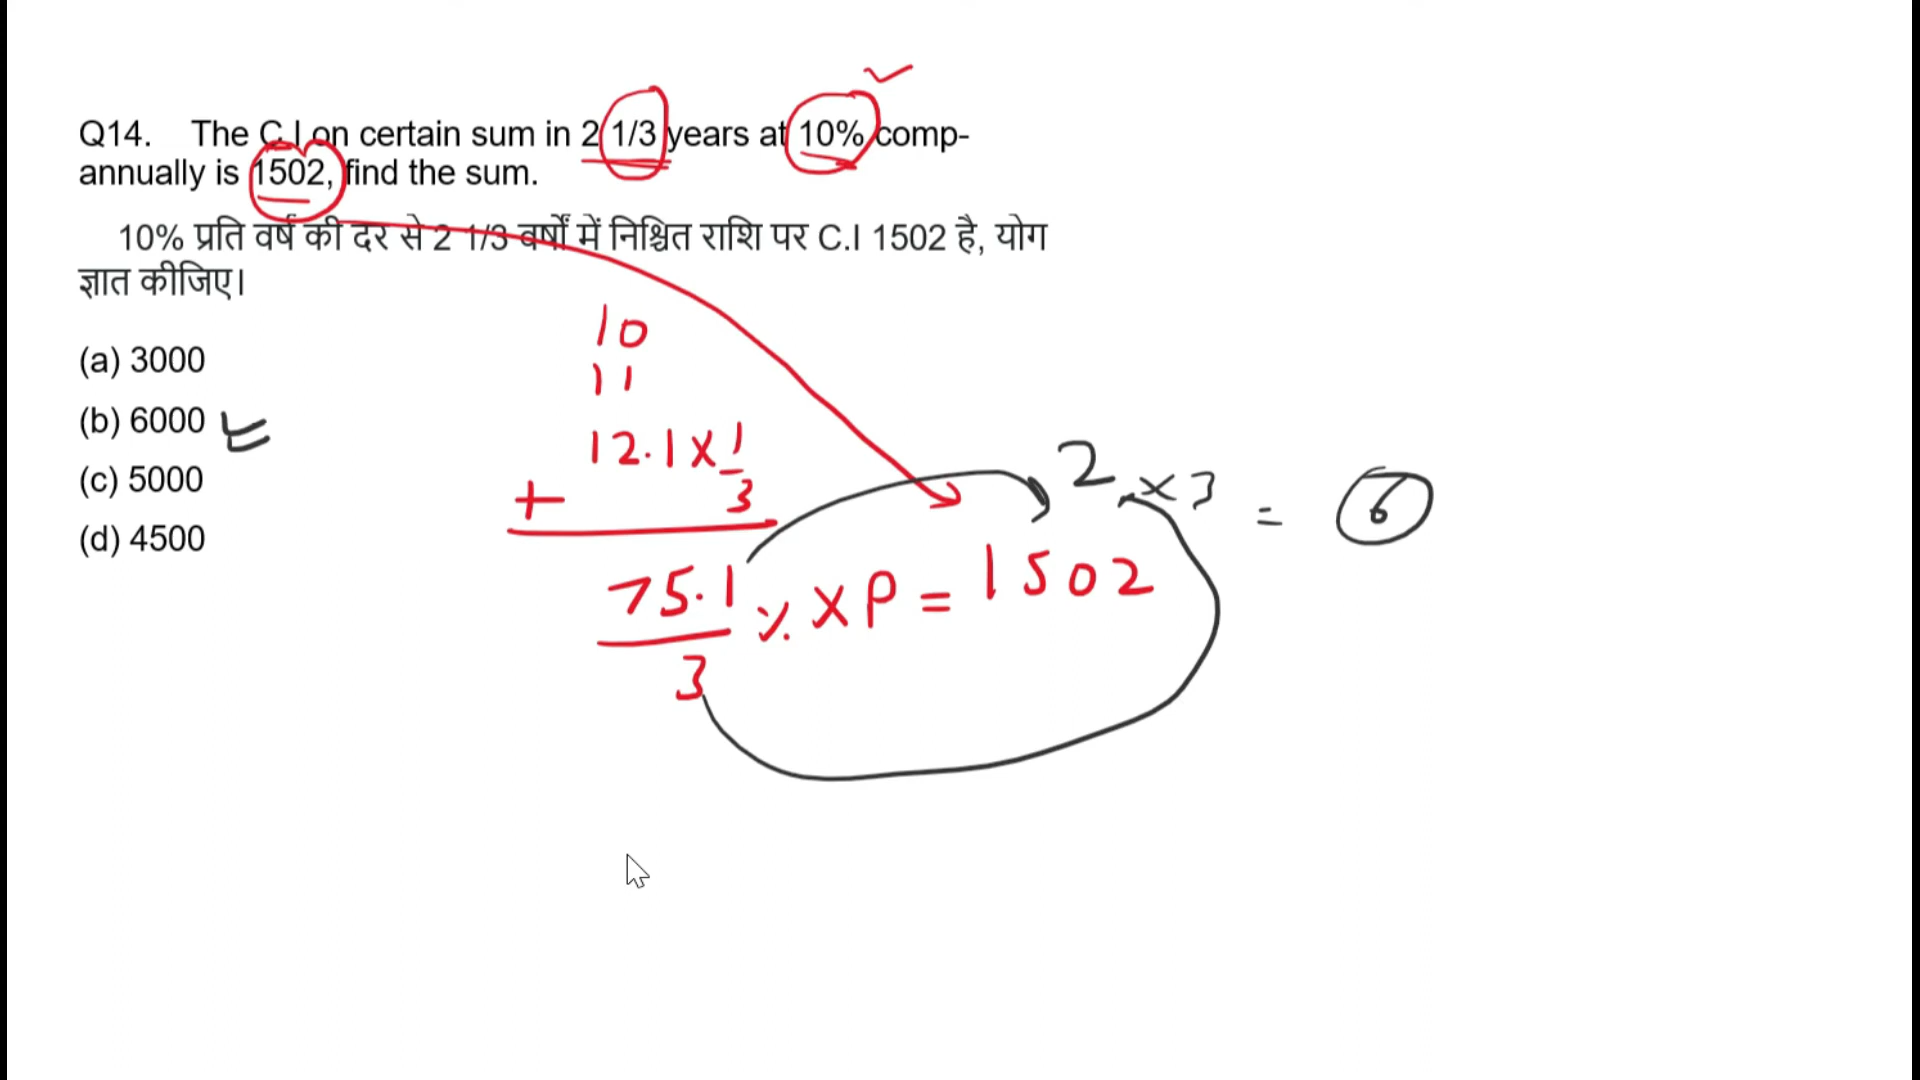 Q14. The C.I on certain sum in 2 1/3 years at 10% comp-
annually is 1502, find the sum.
10% प्रति वर्ष की दर से 2 1/3 वर्षों में निश्चित राशि पर C.I 1502 है, योग
ज्ञात कीजिए।
(a) 3000
(b) 6000
(c) 5000
(d) 4500
10
11
12.1 x 1/3
+
75.1/3 % x P = 1502
2 x 3 = 6